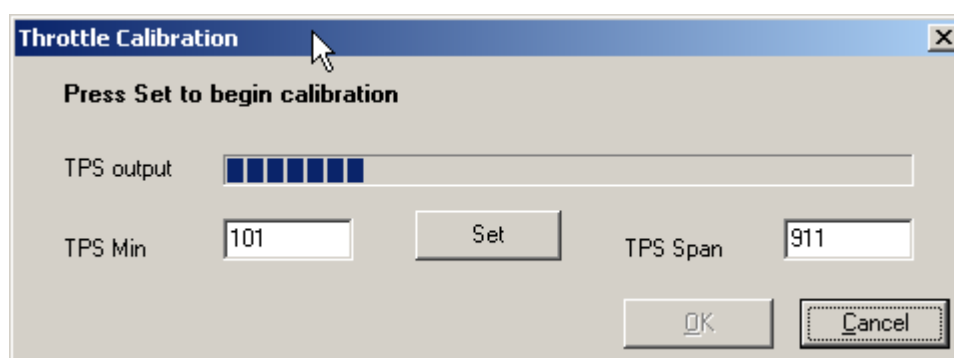 Throttle Calibration
Press Set to begin calibration
TPS output
TPS Min 101 Set TPS Span 911
OK Cancel